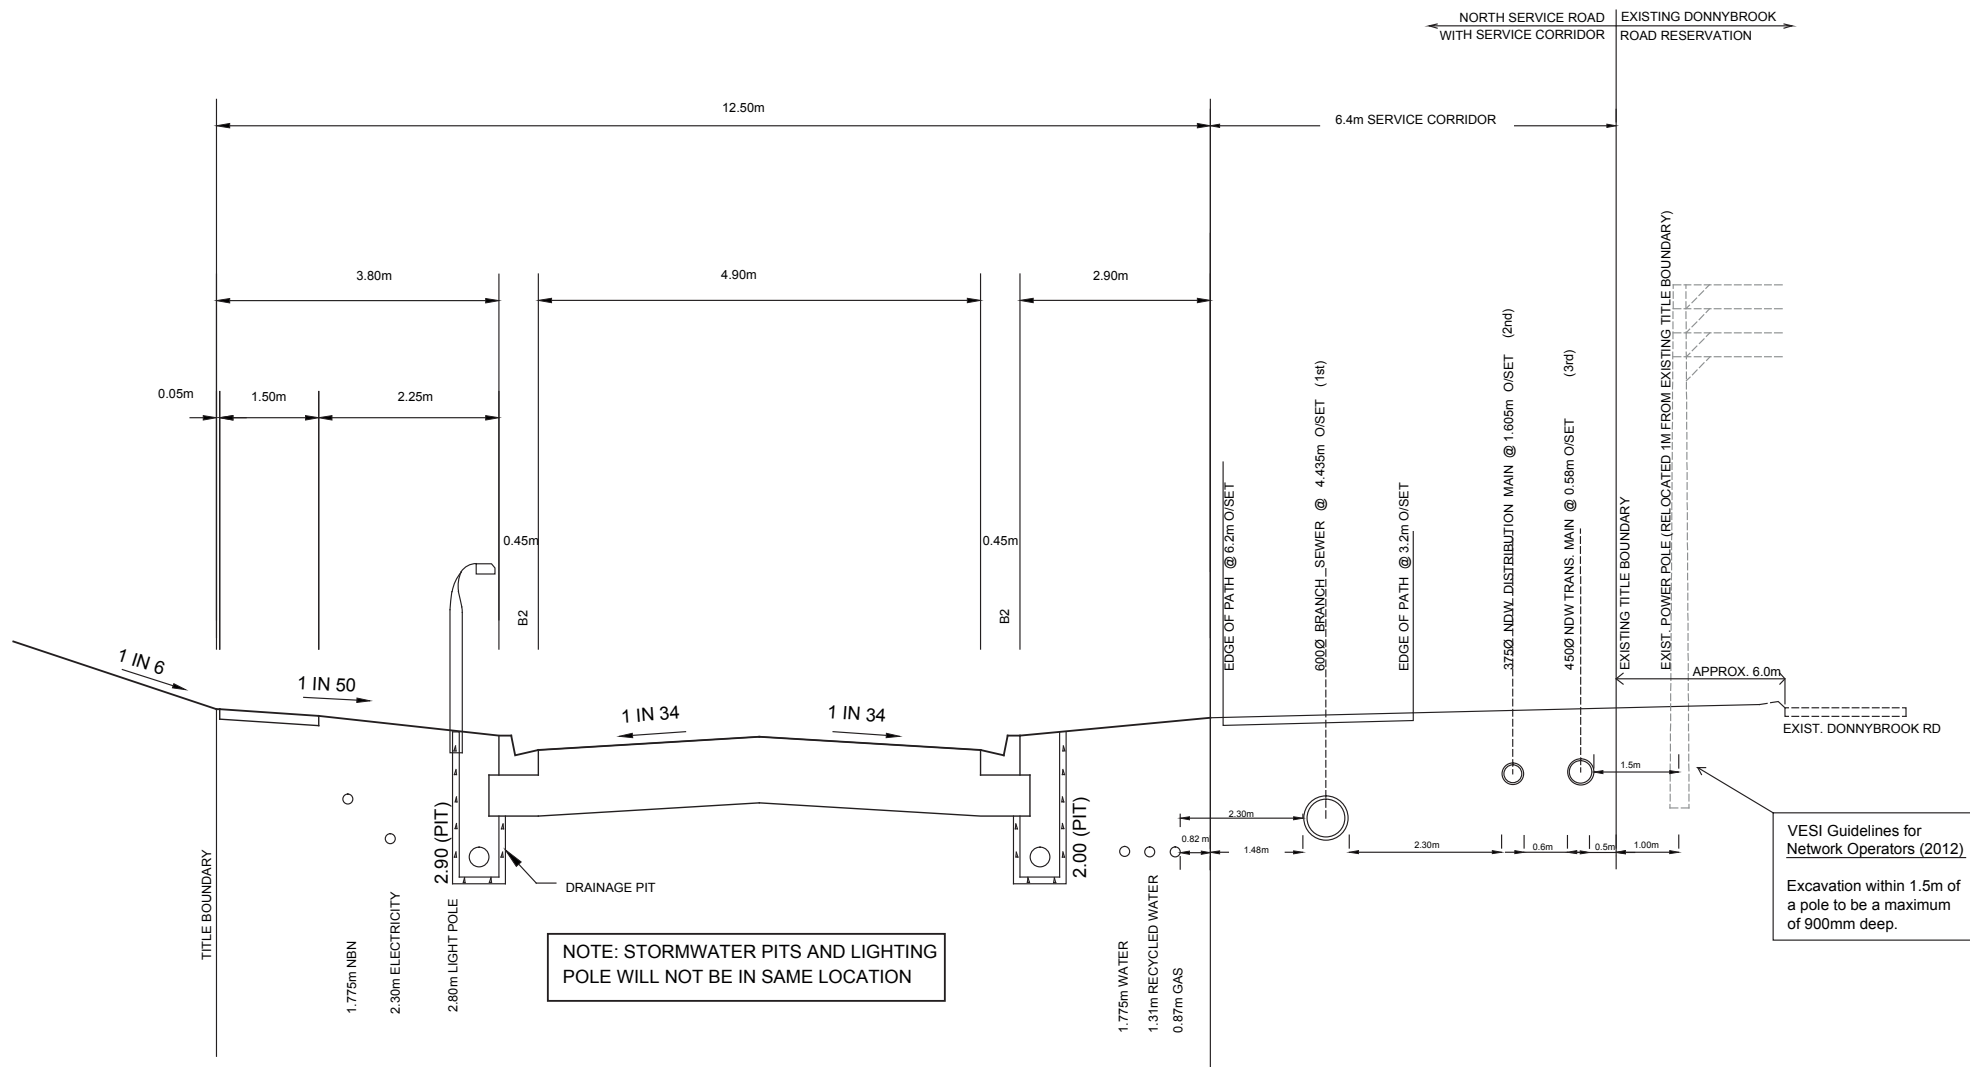 NORTH SERVICE ROAD
WITH SERVICE CORRIDOR
EXISTING DONNYBROOK
ROAD RESERVATION
12.50m
6.4m SERVICE CORRIDOR
3.80m
4.90m
2.90m
0.05m
1.50m
2.25m
0.45m
0.45m
B2
B2
EDGE OF PATH @ 6.2m O/SET
600Ø BRANCH SEWER @ 4.435m O/SET (1st)
EDGE OF PATH @ 3.2m O/SET
375Ø NDW DISTRIBUTION MAIN @ 1.605m O/SET (2nd)
450Ø NDW TRANS. MAIN @ 0.58m O/SET (3rd)
EXISTING TITLE BOUNDARY
EXIST. POWER POLE (RELOCATED 1M FROM EXISTING TITLE BOUNDARY)
1 IN 6
1 IN 50
1 IN 34
1 IN 34
APPROX. 6.0m
EXIST. DONNYBROOK RD
1.5m
2.30m
0.82 m
1.48m
2.30m
0.6m
0.5m
1.00m
2.90 (PIT)
2.00 (PIT)
DRAINAGE PIT
TITLE BOUNDARY
1.775m NBN
2.30m ELECTRICITY
2.80m LIGHT POLE
NOTE: STORMWATER PITS AND LIGHTING
POLE WILL NOT BE IN SAME LOCATION
1.775m WATER
1.31m RECYCLED WATER
0.87m GAS
VESI Guidelines for
Network Operators (2012)
Excavation within 1.5m of
a pole to be a maximum
of 900mm deep.